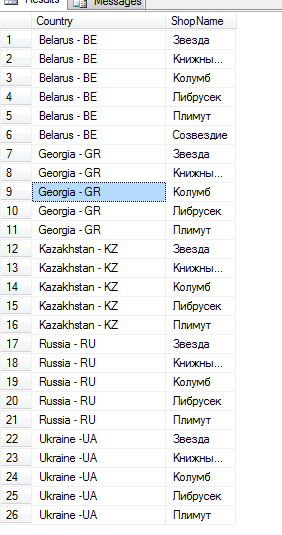 Results Messages
Country ShopName
1 Belarus - BE Звезда
2 Belarus - BE Книжны...
3 Belarus - BE Колумб
4 Belarus - BE Либрусек
5 Belarus - BE Плимут
6 Belarus - BE Созвездие
7 Georgia - GR Звезда
8 Georgia - GR Книжны...
9 Georgia - GR Колумб
10 Georgia - GR Либрусек
11 Georgia - GR Плимут
12 Kazakhstan - KZ Звезда
13 Kazakhstan - KZ Книжны...
14 Kazakhstan - KZ Колумб
15 Kazakhstan - KZ Либрусек
16 Kazakhstan - KZ Плимут
17 Russia - RU Звезда
18 Russia - RU Книжны...
19 Russia - RU Колумб
20 Russia - RU Либрусек
21 Russia - RU Плимут
22 Ukraine -UA Звезда
23 Ukraine -UA Книжны...
24 Ukraine -UA Колумб
25 Ukraine -UA Либрусек
26 Ukraine -UA Плимут